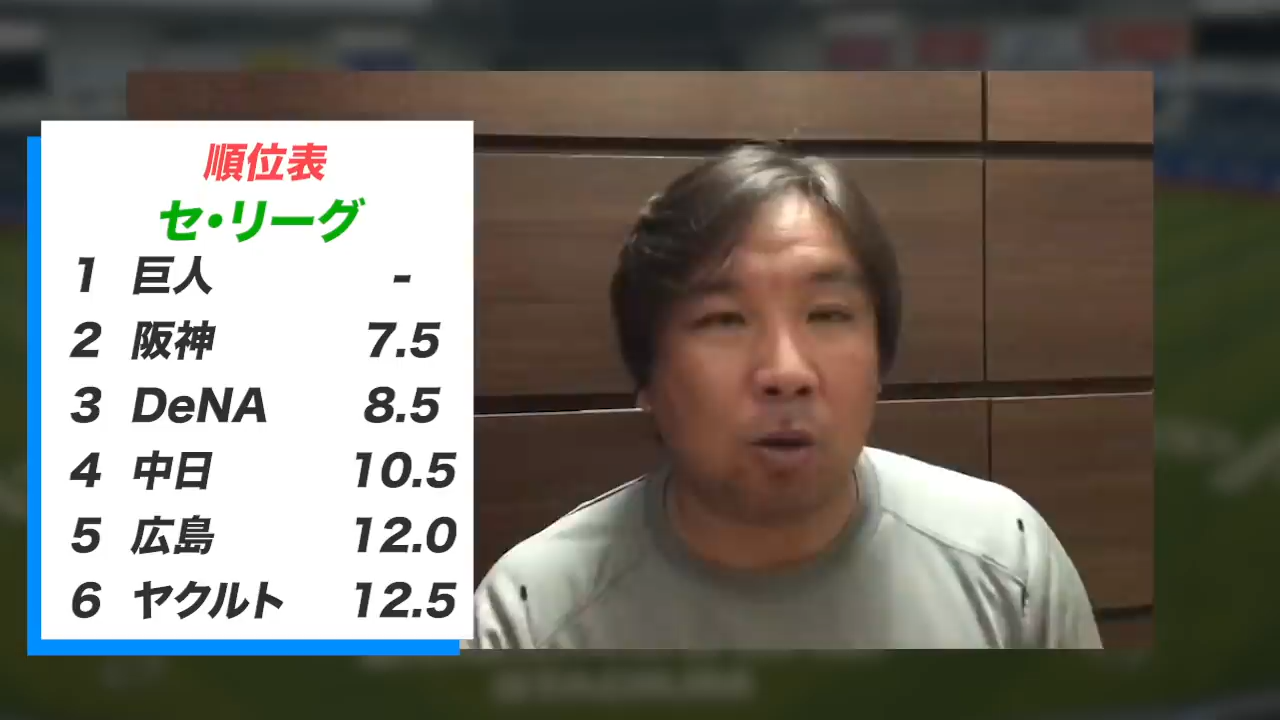 順位表
セ・リーグ
1 巨人 -
2 阪神 7.5
3 DeNA 8.5
4 中日 10.5
5 広島 12.0
6 ヤクルト 12.5